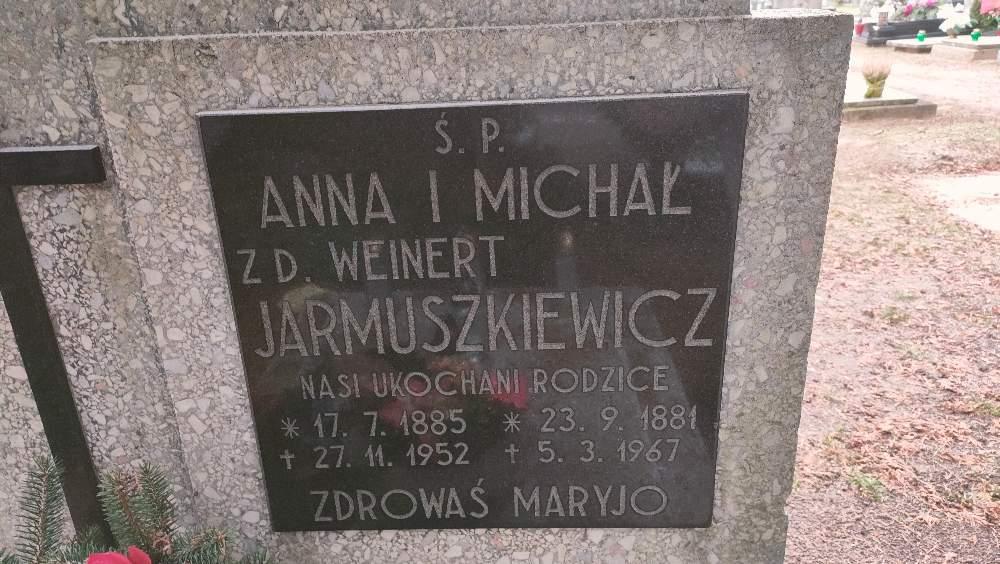 Ś. P.
ANNA I MICHAŁ
Z D. WEINERT
JARMUSZKIEWICZ
NASI UKOCHANI RODZICE
* 17. 7. 1885 * 23. 9. 1881
† 27. 11. 1952 † 5. 3. 1967
ZDROWAŚ MARYJO